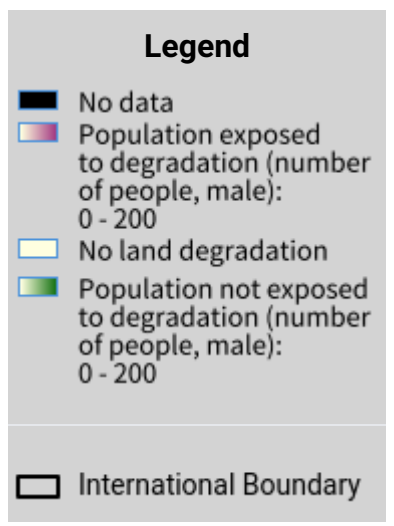 Legend
No data
Population exposed
to degradation (number
of people, male):
0 - 200
No land degradation
Population not exposed
to degradation (number
of people, male):
0 - 200
International Boundary